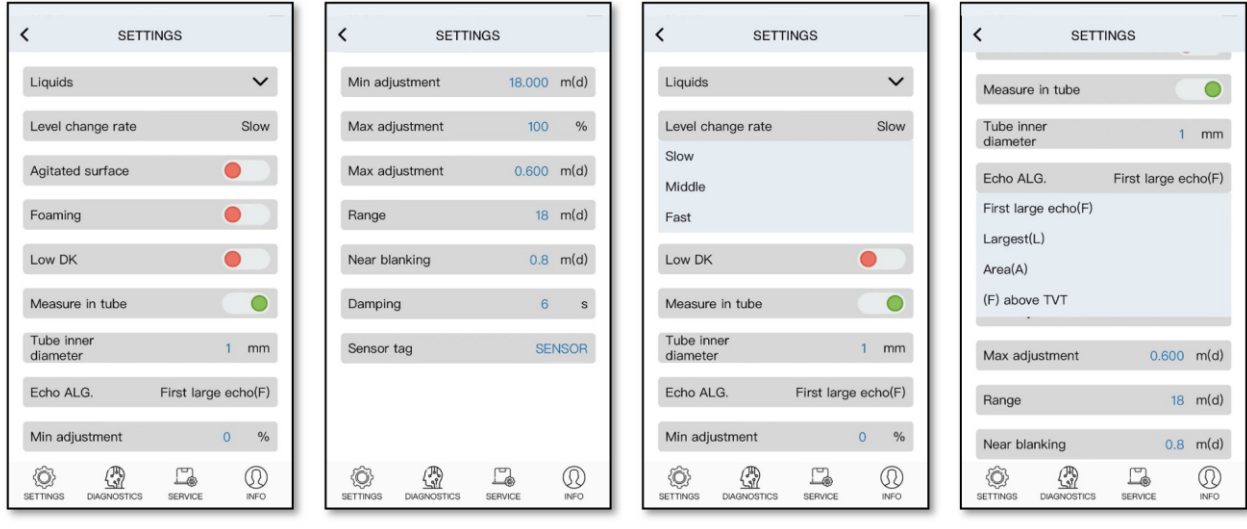 SETTINGS
Liquids
Level change rate Slow
Agitated surface
Foaming
Low DK
Measure in tube
Tube inner
diameter 1 mm
Echo ALG. First large echo(F)
Min adjustment 0 %
SETTINGS DIAGNOSTICS SERVICE INFO
SETTINGS
Min adjustment 18.000 m(d)
Max adjustment 100 %
Max adjustment 0.600 m(d)
Range 18 m(d)
Near blanking 0.8 m(d)
Damping 6 s
Sensor tag SENSOR
SETTINGS DIAGNOSTICS SERVICE INFO
SETTINGS
Liquids
Level change rate Slow
Slow
Middle
Fast
Low DK
Measure in tube
Tube inner
diameter 1 mm
Echo ALG. First large echo(F)
Min adjustment 0 %
SETTINGS DIAGNOSTICS SERVICE INFO
SETTINGS
Measure in tube
Tube inner
diameter 1 mm
Echo ALG. First large echo(F)
First large echo(F)
Largest(L)
Area(A)
(F) above TVT
Max adjustment 0.600 m(d)
Range 18 m(d)
Near blanking 0.8 m(d)
SETTINGS DIAGNOSTICS SERVICE INFO